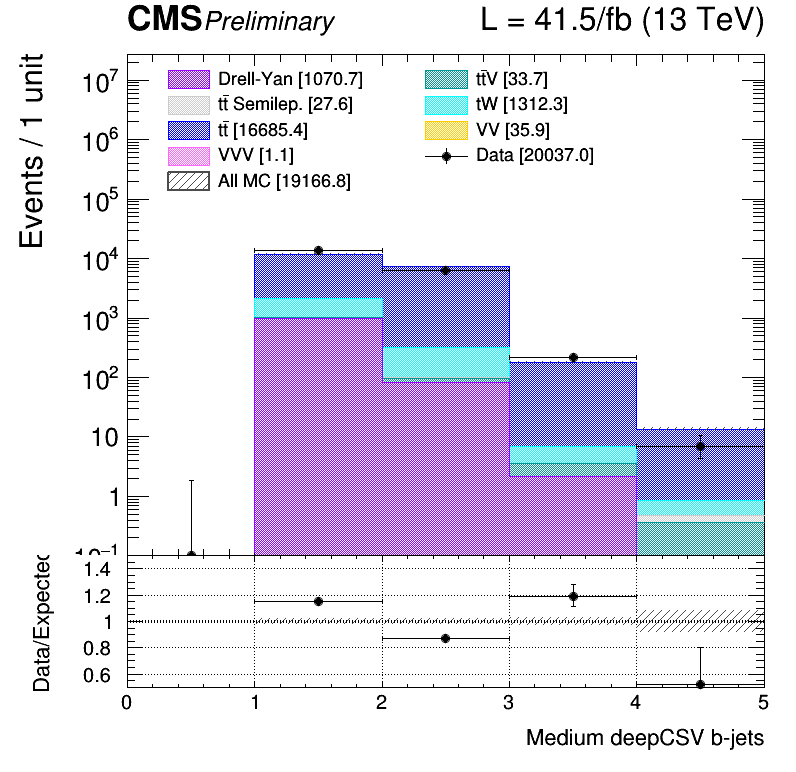 CMS Preliminary L = 41.5/fb (13 TeV)
Events / 1 unit
Drell-Yan [1070.7]
tt̄ Semilep. [27.6]
tt̄ [16685.4]
VVV [1.1]
All MC [19166.8]
tt̄V [33.7]
tW [1312.3]
VV [35.9]
Data [20037.0]
10⁷
10⁶
10⁵
10⁴
10³
10²
10
1
10⁻¹
Data/Expected
1.4
1.2
1
0.8
0.6
0 1 2 3 4 5
Medium deepCSV b-jets